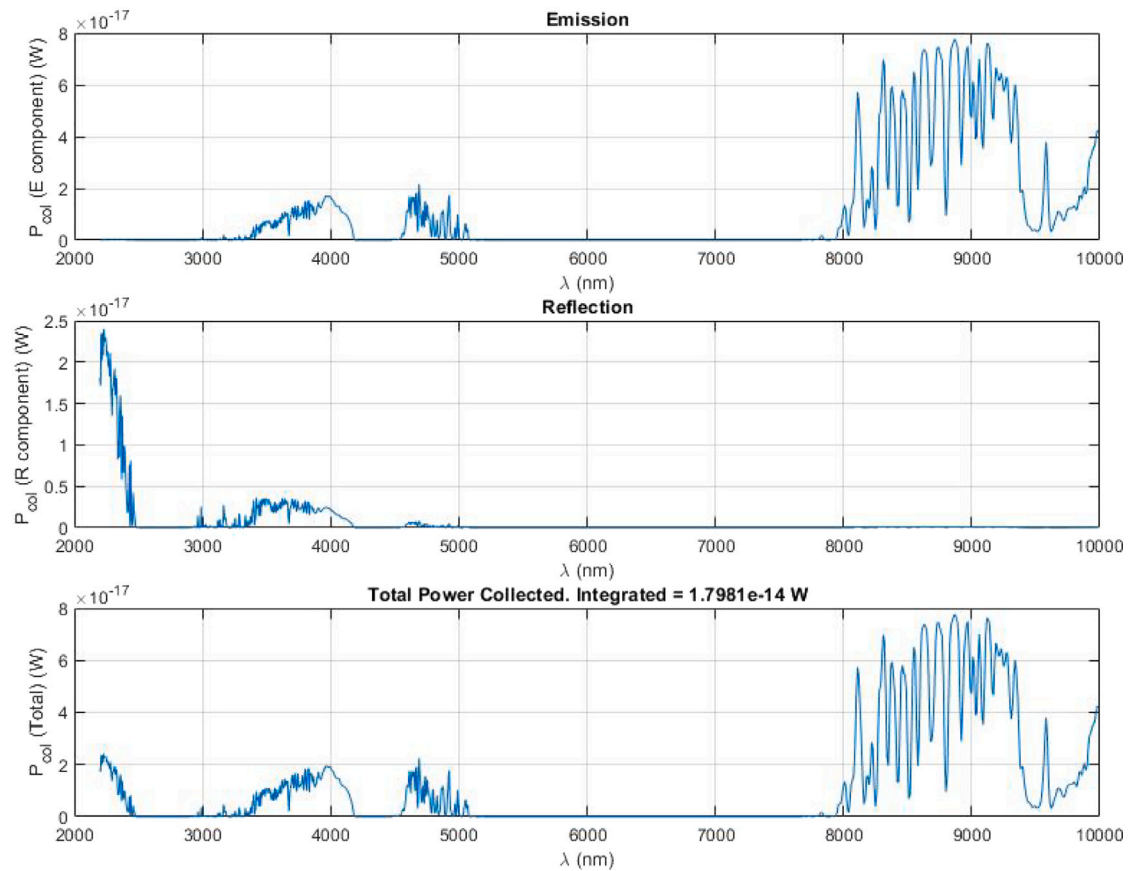 Emission
×10^-17
8
6
4
2
0
P_col (E component) (W)
2000 3000 4000 5000 6000 7000 8000 9000 10000
λ (nm)
Reflection
×10^-17
2.5
2
1.5
1
0.5
0
P_col (R component) (W)
2000 3000 4000 5000 6000 7000 8000 9000 10000
λ (nm)
Total Power Collected. Integrated = 1.7981e-14 W
×10^-17
8
6
4
2
0
P_col (Total) (W)
2000 3000 4000 5000 6000 7000 8000 9000 10000
λ (nm)